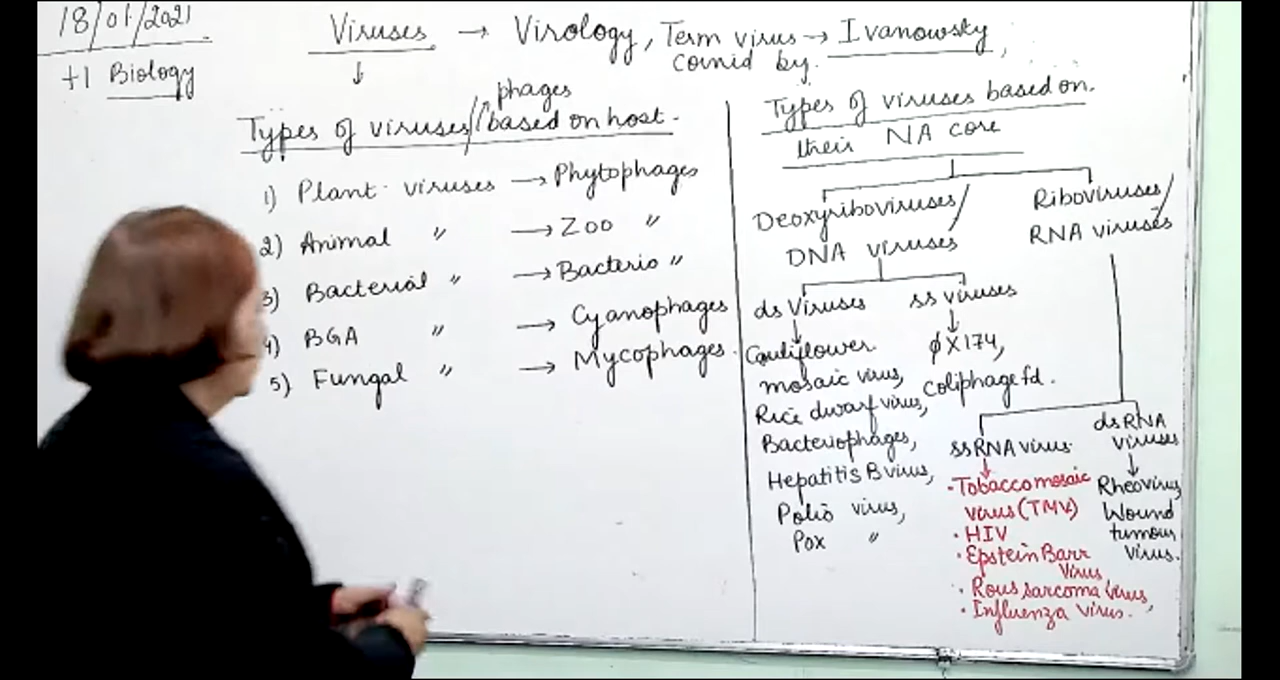 18/01/2021
+1 Biology
Viruses → Virology, Term virus → Ivanowsky,
coined by.
↓
phages
Types of viruses//based on host.
1) Plant viruses → Phytophages
2) Animal " → Zoo "
3) Bacterial " → Bacterio "
4) BGA " → Cyanophages
5) Fungal " → Mycophages.
Types of viruses based on.
their NA core
Deoxyriboviruses/
DNA viruses
Riboviruses/
RNA viruses
ds Viruses
↓
Cauliflower.
mosaic virus,
Rice dwarf virus,
Bacteriophages,
Hepatitis B virus,
Polio virus,
Pox "
ss viruses
↓
ϕX174,
coliphage fd.
ssRNA virus.
↓
·Tobacco mosaic
virus (TMV)
· HIV
· Epstein Barr
Virus
· Rous sarcoma virus,
· Influenza virus.
dsRNA
viruses
↓
Rheovirus,
Wound
tumour
virus.